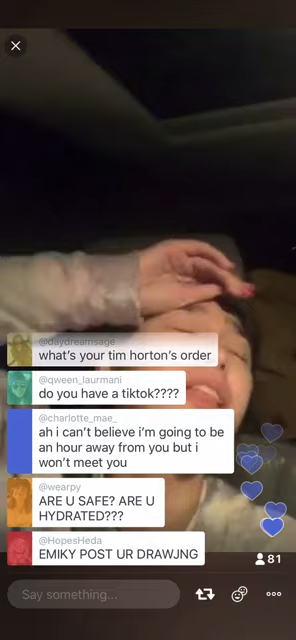 @daydreamsage
what's your tim horton's order
@qween_laurmani
do you have a tiktok????
@charlotte_mae_
ah i can't believe i'm going to be
an hour away from you but i
won't meet you
@wearpy
ARE U SAFE? ARE U
HYDRATED???
@HopesHeda
EMIKY POST UR DRAWJNG
81
Say something...